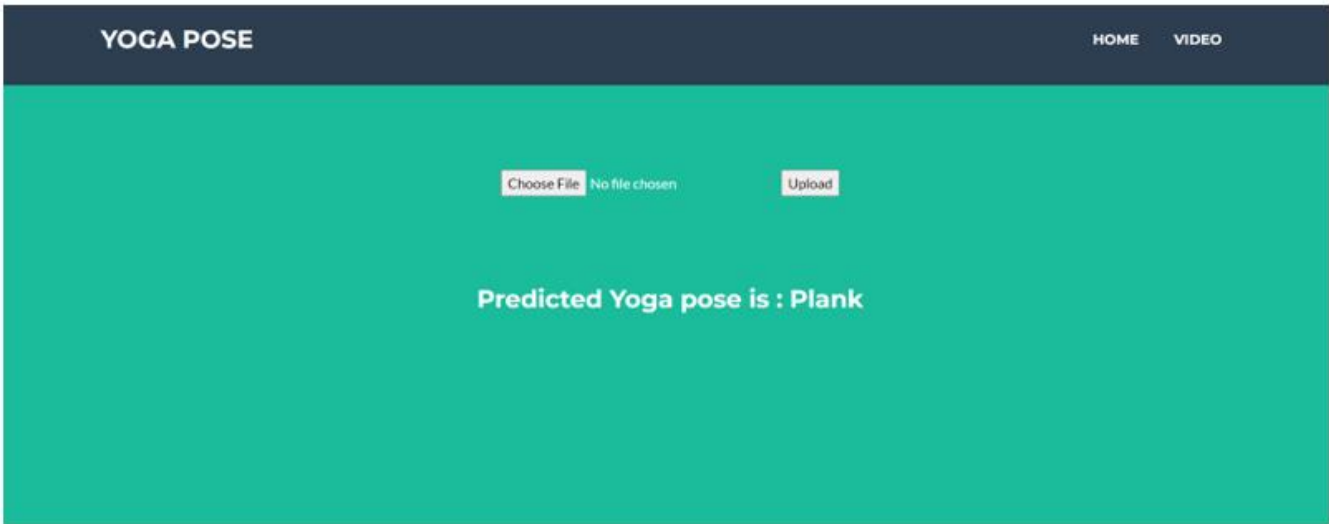 YOGA POSE
HOME VIDEO
Choose File No file chosen Upload
Predicted Yoga pose is : Plank